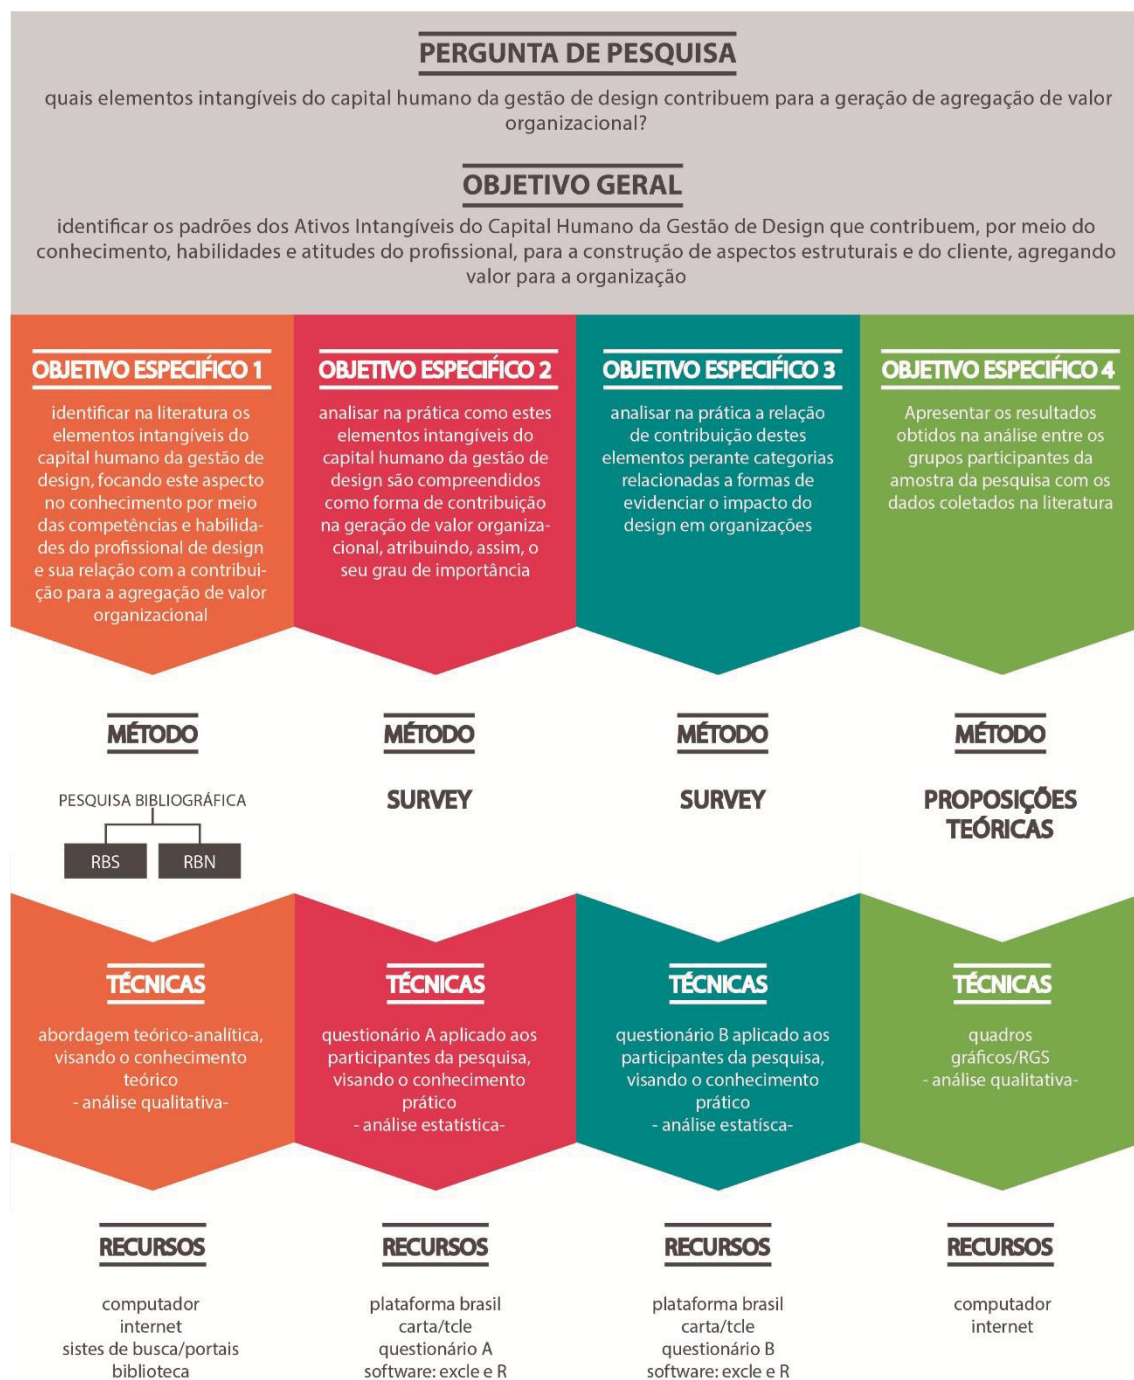 PERGUNTA DE PESQUISA
quais elementos intangíveis do capital humano da gestão de design contribuem para a geração de agregação de valor
organizacional?
OBJETIVO GERAL
identificar os padrões dos Ativos Intangíveis do Capital Humano da Gestão de Design que contribuem, por meio do
conhecimento, habilidades e atitudes do profissional, para a construção de aspectos estruturais e do cliente, agregando
valor para a organização
OBJETIVO ESPECIFÍCO 1
identificar na literatura os
elementos intangíveis do
capital humano da gestão de
design, focando este aspecto
no conhecimento por meio
das competências e habilida-
des do profissional de design
e sua relação com a contribui-
ção para a agregação de valor
organizacional
MÉTODO
PESQUISA BIBLIOGRÁFICA
RBS
RBN
TÉCNICAS
abordagem teórico-analítica,
visando o conhecimento
teórico
- análise qualitativa-
RECURSOS
computador
internet
sistes de busca/portais
biblioteca
OBJETIVO ESPECIFÍCO 2
analisar na prática como estes
elementos intangíveis do
capital humano da gestão de
design são compreendidos
como forma de contribuição
na geração de valor organiza-
cional, atribuindo, assim, o
seu grau de importância
MÉTODO
SURVEY
TÉCNICAS
questionário A aplicado aos
participantes da pesquisa,
visando o conhecimento
prático
- análise estatística-
RECURSOS
plataforma brasil
carta/tcle
questionário A
software: excle e R
OBJETIVO ESPECIFÍCO 3
analisar na prática a relação
de contribuição destes
elementos perante categorias
relacionadas a formas de
evidenciar o impacto do
design em organizações
MÉTODO
SURVEY
TÉCNICAS
questionário B aplicado aos
participantes da pesquisa,
visando o conhecimento
prático
- análise estatísca-
RECURSOS
plataforma brasil
carta/tcle
questionário B
software: excle e R
OBJETIVO ESPECIFÍCO 4
Apresentar os resultados
obtidos na análise entre os
grupos participantes da
amostra da pesquisa com os
dados coletados na literatura
MÉTODO
PROPOSIÇÕES
TEÓRICAS
TÉCNICAS
quadros
gráficos/RGS
- análise qualitativa-
RECURSOS
computador
internet